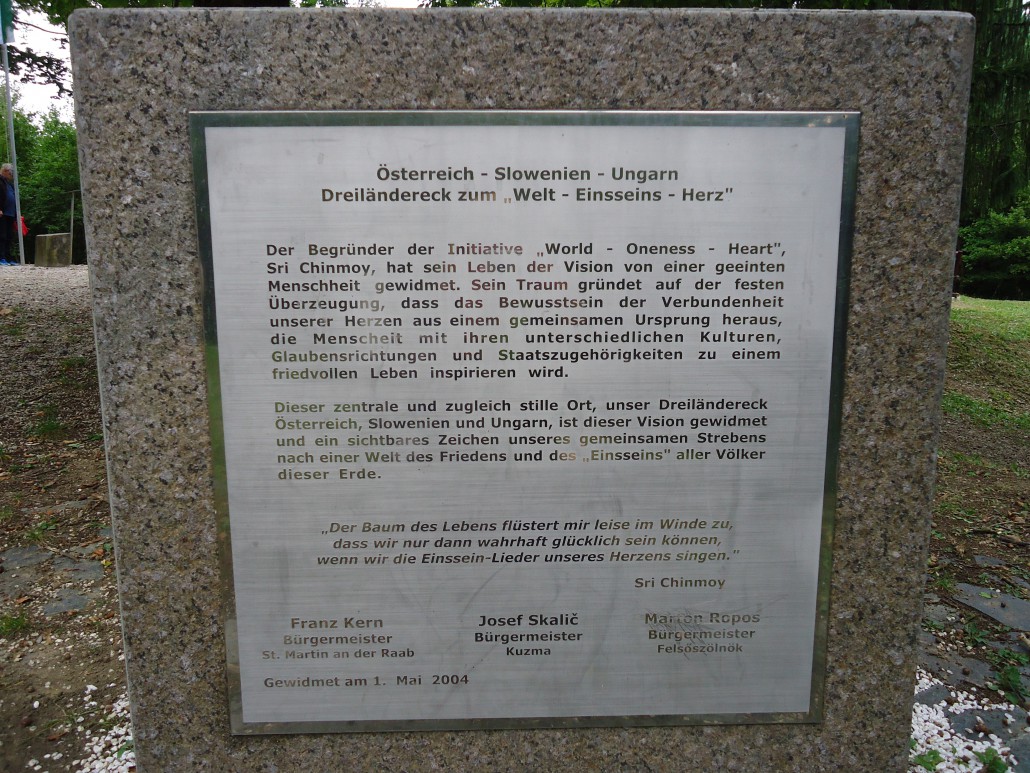 Österreich - Slowenien - Ungarn
Dreiländereck zum „Welt - Einsseins - Herz"
Der Begründer der Initiative „World - Oneness - Heart",
Sri Chinmoy, hat sein Leben der Vision von einer geeinten
Menschheit gewidmet. Sein Traum gründet auf der festen
Überzeugung, dass das Bewusstsein der Verbundenheit
unserer Herzen aus einem gemeinsamen Ursprung heraus,
die Menscheit mit ihren unterschiedlichen Kulturen,
Glaubensrichtungen und Staatszugehörigkeiten zu einem
friedvollen Leben inspirieren wird.
Dieser zentrale und zugleich stille Ort, unser Dreiländereck
Österreich, Slowenien und Ungarn, ist dieser Vision gewidmet
und ein sichtbares Zeichen unseres gemeinsamen Strebens
nach einer Welt des Friedens und des „Einsseins" aller Völker
dieser Erde.
„Der Baum des Lebens flüstert mir leise im Winde zu,
dass wir nur dann wahrhaft glücklich sein können,
wenn wir die Einssein-Lieder unseres Herzens singen."
Sri Chinmoy
Franz Kern Josef Skalič Marton Ropos
Bürgermeister Bürgermeister Bürgermeister
St. Martin an der Raab Kuzma Felsöszölnök
Gewidmet am 1. Mai 2004